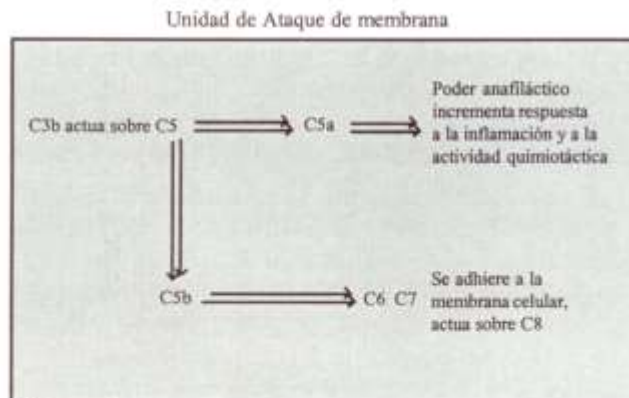 Unidad de Ataque de membrana
C3b actua sobre C5
C5a
Poder anafiláctico
incrementa respuesta
a la inflamación y a la
actividad quimiotáctica
C5b
C6 C7
Se adhiere a la
membrana celular,
actua sobre C8